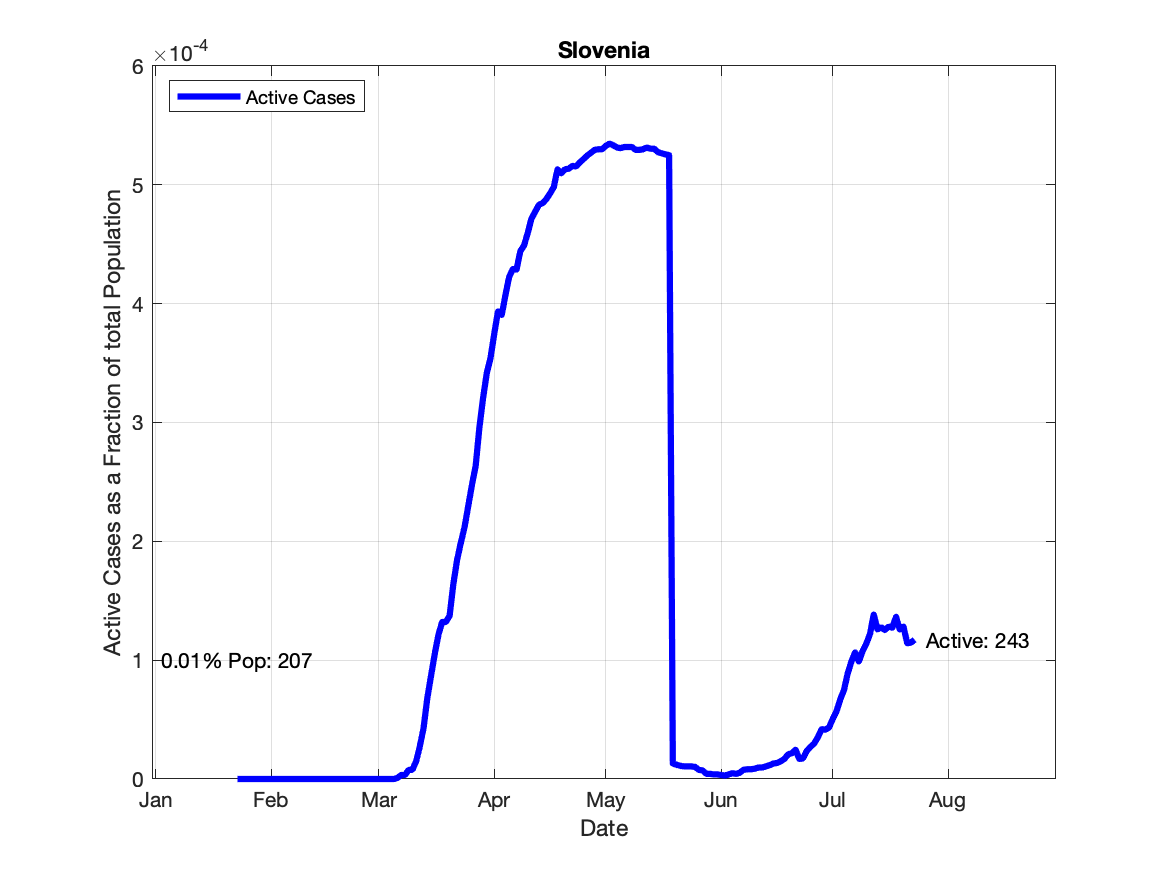 Slovenia
×10-4
6
5
4
3
2
1
0
Active Cases as a Fraction of total Population
Active Cases
0.01% Pop: 207
Active: 243
Jan Feb Mar Apr May Jun Jul Aug
Date